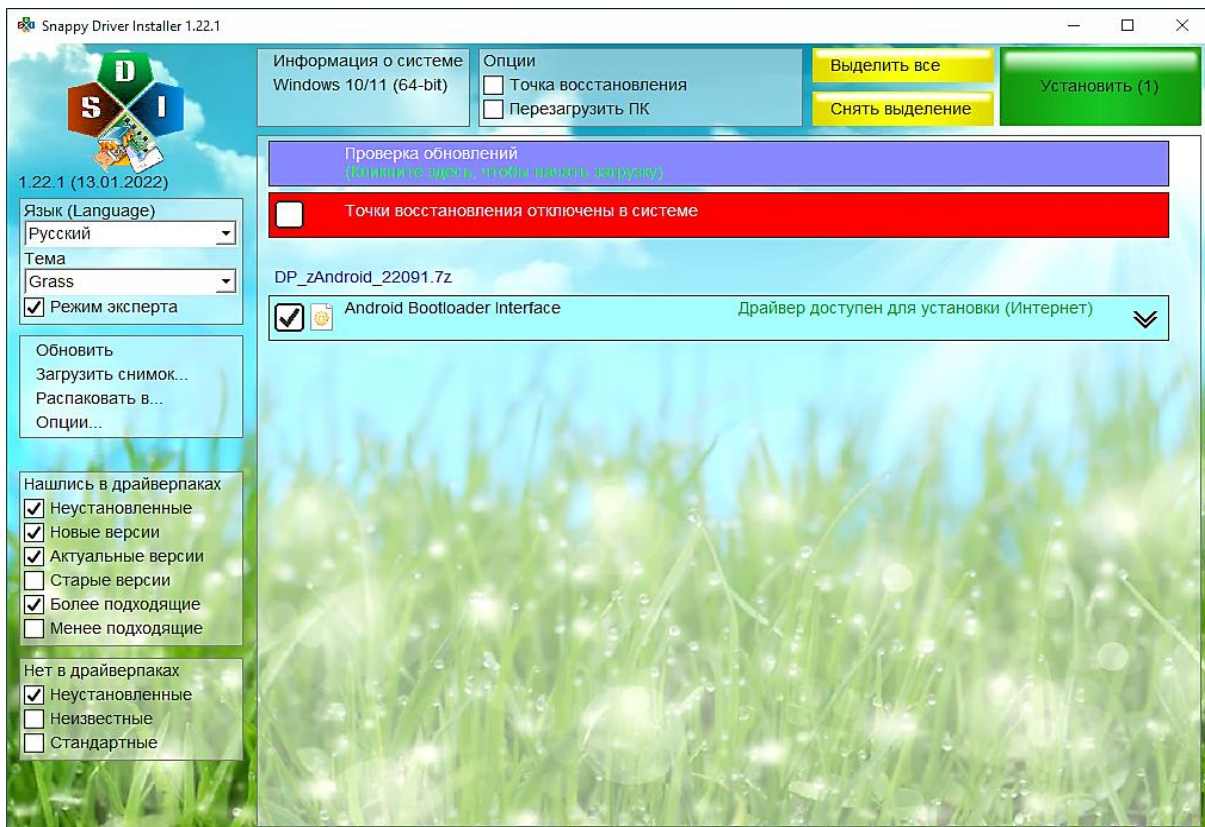 Snappy Driver Installer 1.22.1
D
S I
1.22.1 (13.01.2022)
Язык (Language)
Русский
Тема
Grass
Режим эксперта
Обновить
Загрузить снимок...
Распаковать в...
Опции...
Нашлись в драйверпаках
Неустановленные
Новые версии
Актуальные версии
Старые версии
Более подходящие
Менее подходящие
Нет в драйверпаках
Неустановленные
Неизвестные
Стандартные
Информация о системе
Windows 10/11 (64-bit)
Опции
Точка восстановления
Перезагрузить ПК
Выделить все
Снять выделение
Установить (1)
Проверка обновлений
(Кликните здесь, чтобы начать загрузку)
Точки восстановления отключены в системе
DP_zAndroid_22091.7z
Android Bootloader Interface
Драйвер доступен для установки (Интернет)